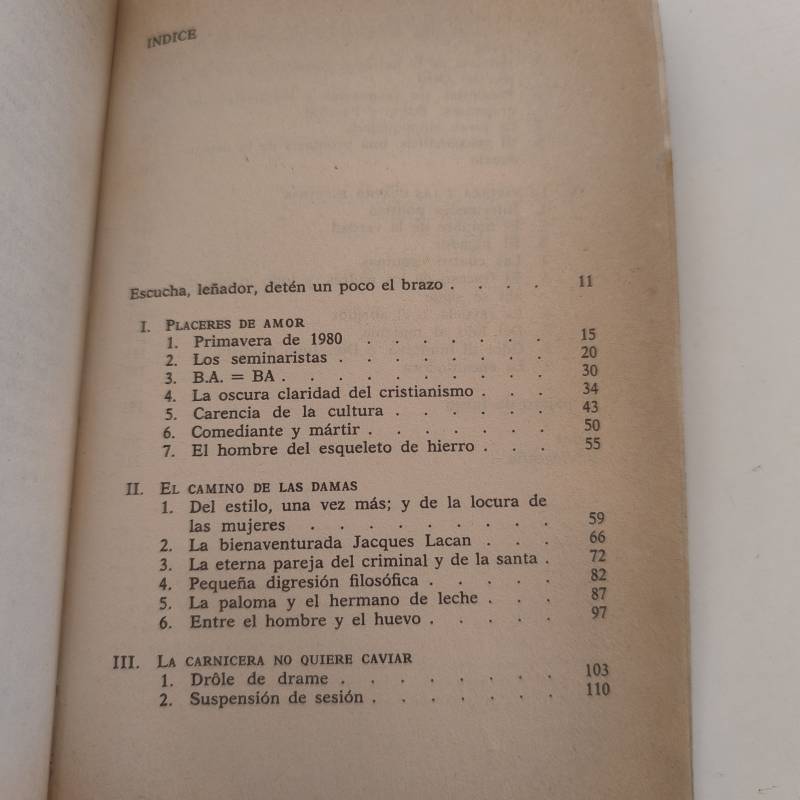 INDICE
Escucha, leñador, detén un poco el brazo . . . . 11
I. PLACERES DE AMOR
1. Primavera de 1980 . . . . . . . 15
2. Los seminaristas . . . . . . . . 20
3. B.A. = BA . . . . . . . . . . 30
4. La oscura claridad del cristianismo . . . 34
5. Carencia de la cultura . . . . . . 43
6. Comediante y mártir . . . . . . . 50
7. El hombre del esqueleto de hierro . . . 55
II. EL CAMINO DE LAS DAMAS
1. Del estilo, una vez más; y de la locura de
las mujeres . . . . . . . . 59
2. La bienaventurada Jacques Lacan . . . 66
3. La eterna pareja del criminal y de la santa . 72
4. Pequeña digresión filosófica . . . . . 82
5. La paloma y el hermano de leche . . . 87
6. Entre el hombre y el huevo . . . . . 97
III. LA CARNICERA NO QUIERE CAVIAR
1. Drôle de drame . . . . . . . . 103
2. Suspensión de sesión . . . . . . . 110